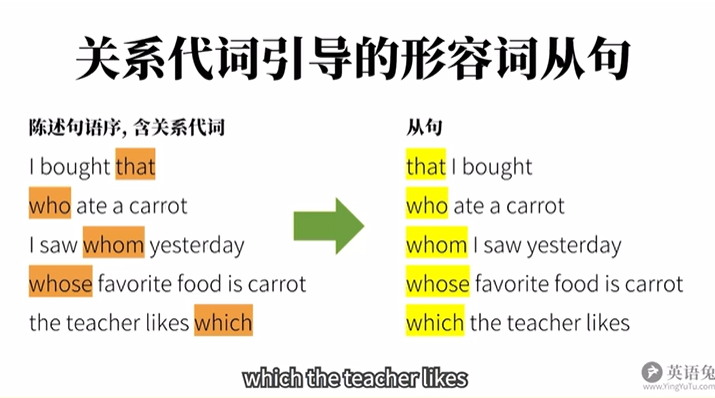 关系代词引导的形容词从句
陈述句语序, 含关系代词
I bought that
who ate a carrot
I saw whom yesterday
whose favorite food is carrot
the teacher likes which
从句
that I bought
who ate a carrot
whom I saw yesterday
whose favorite food is carrot
which the teacher likes
which the teacher likes
英语兔
www.YingYuTu.com